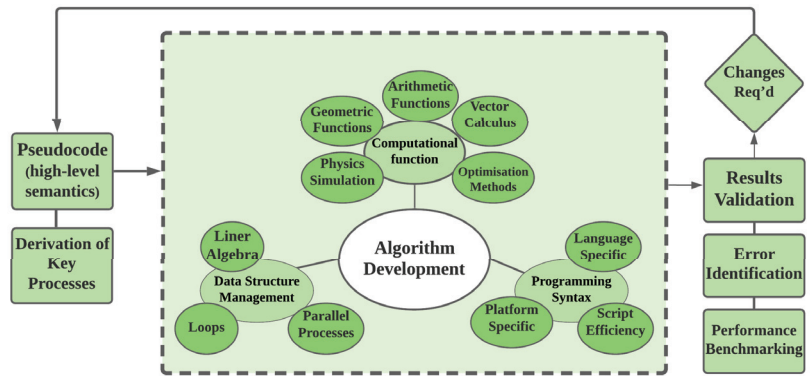 Pseudocode
(high-level
semantics)
Derivation of
Key
Processes
Arithmetic
Functions
Geometric
Functions
Vector
Calculus
Computational
function
Physics
Simulation
Optimisation
Methods
Algorithm
Development
Liner
Algebra
Data Structure
Management
Loops
Parallel
Processes
Language
Specific
Programming
Syntax
Platform
Specific
Script
Efficiency
Changes
Req'd
Results
Validation
Error
Identification
Performance
Benchmarking